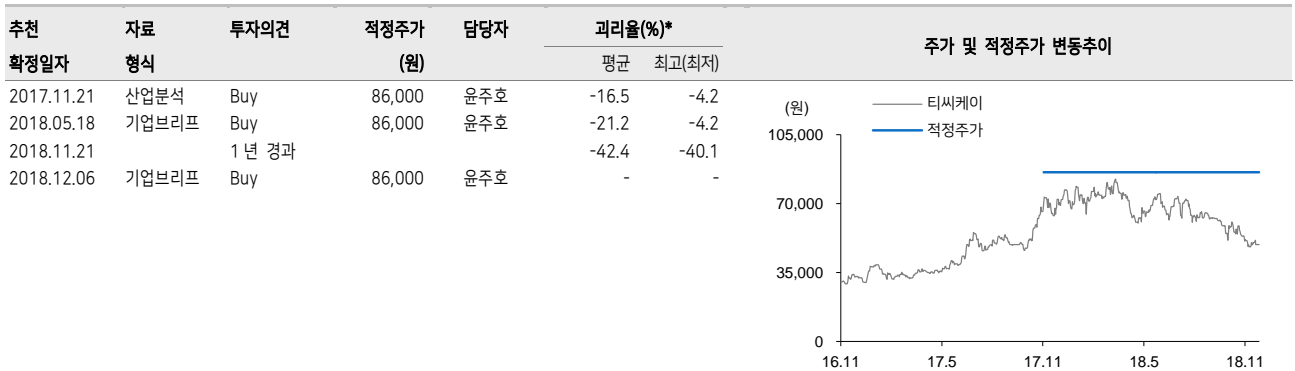 추천 자료 투자의견 적정주가 담당자 괴리율(%)* 주가 및 적정주가 변동추이
확정일자 형식 (원) 평균 최고(최저)
2017.11.21 산업분석 Buy 86,000 윤주호 -16.5 -4.2
2018.05.18 기업브리프 Buy 86,000 윤주호 -21.2 -4.2
2018.11.21 1년 경과 -42.4 -40.1
2018.12.06 기업브리프 Buy 86,000 윤주호 - -
(원)
티씨케이
적정주가
105,000
70,000
35,000
0
16.11 17.5 17.11 18.5 18.11